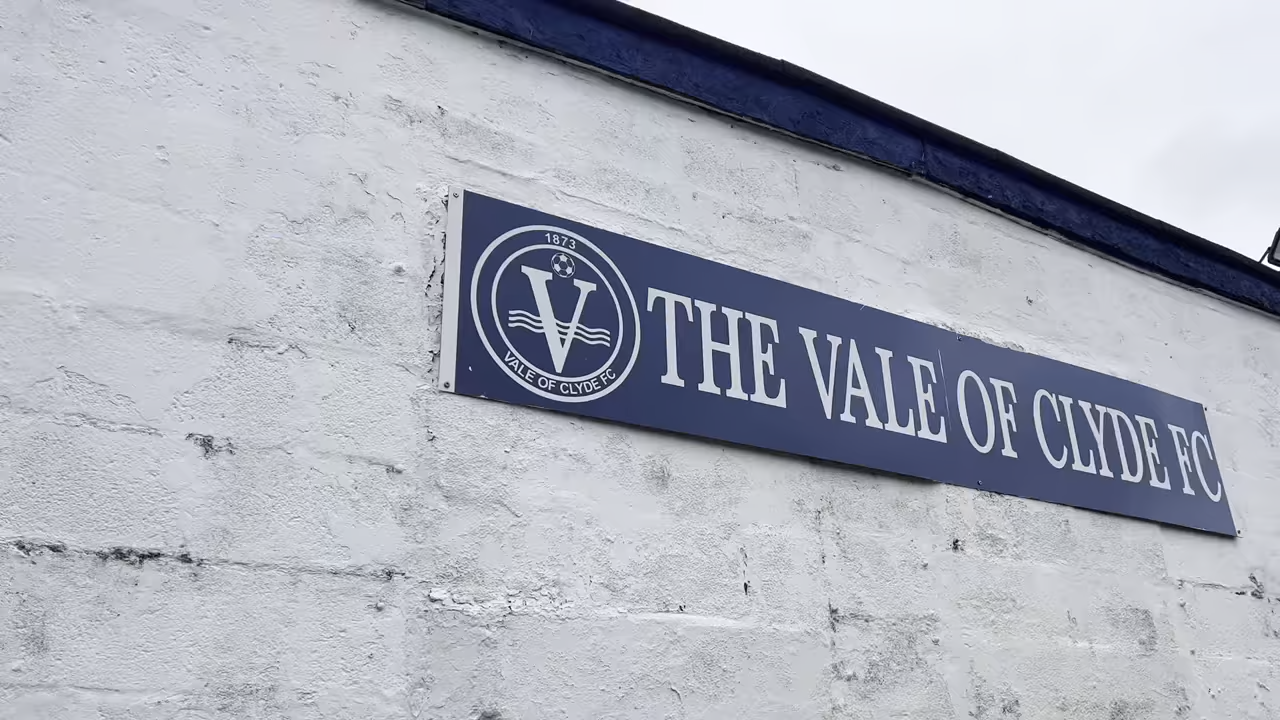 1873
V
VALE OF CLYDE FC
THE VALE OF CLYDE FC